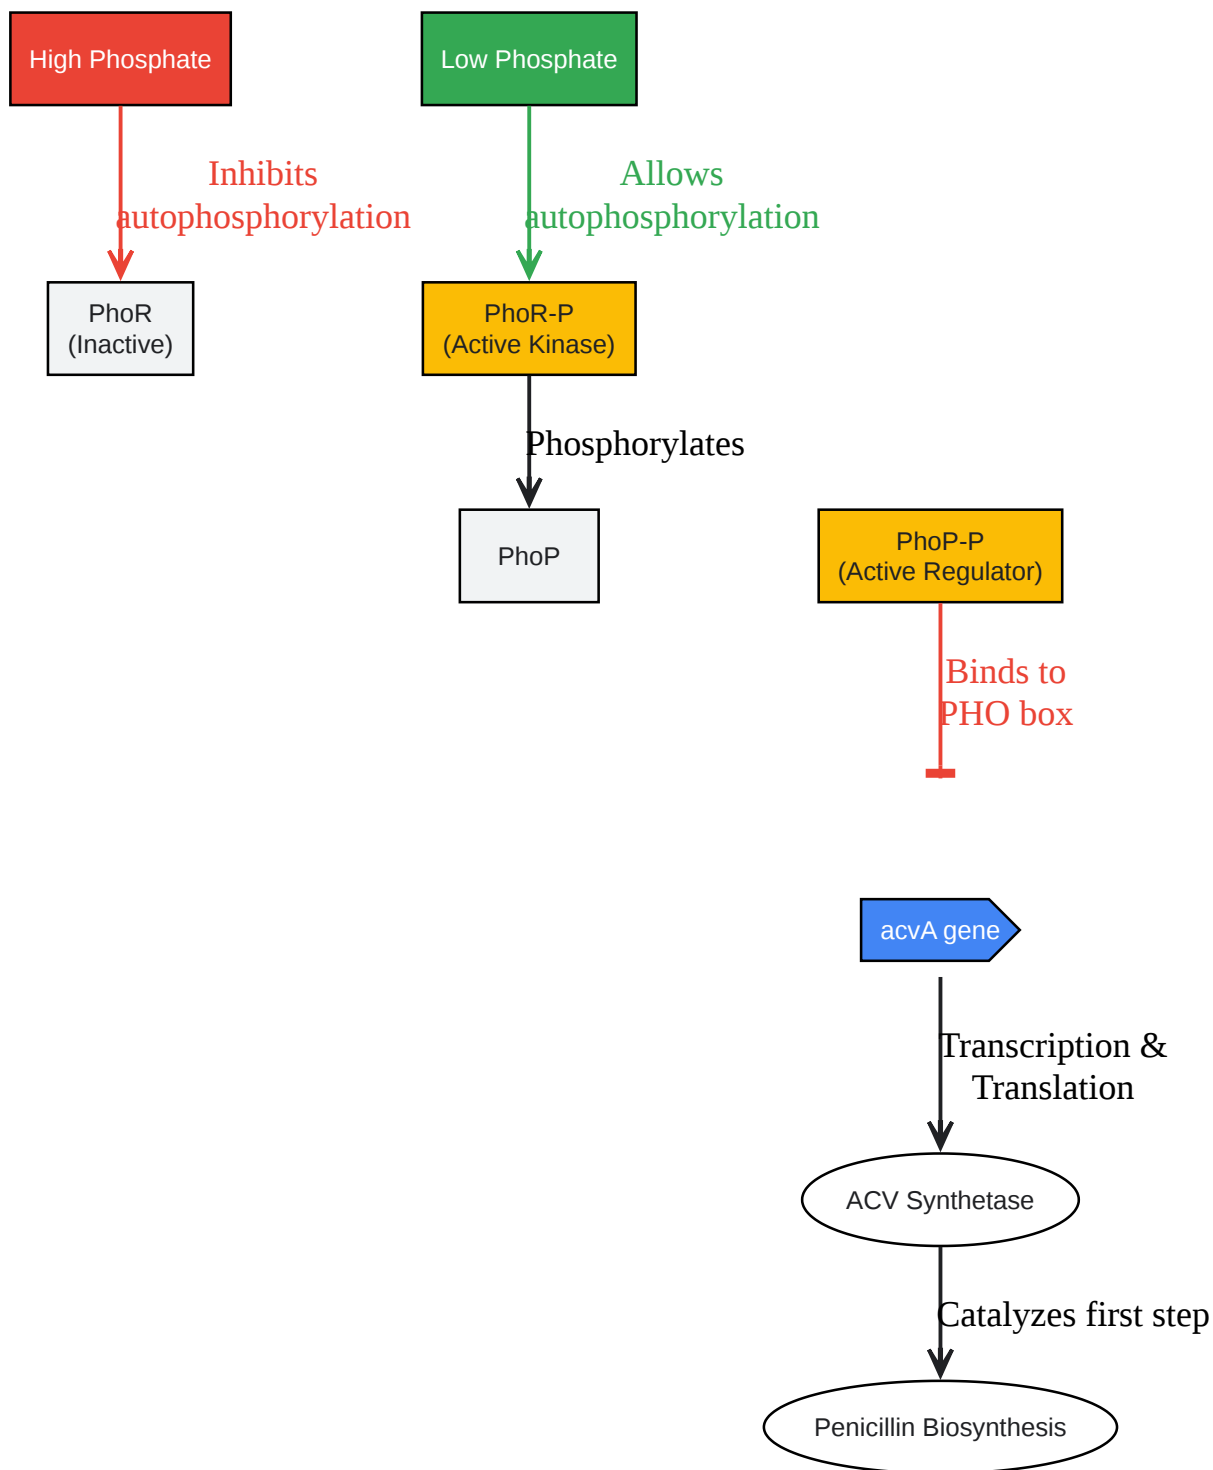 High Phosphate
Low Phosphate
Inhibits
autophosphorylation
Allows
autophosphorylation
PhoR
(Inactive)
PhoR-P
(Active Kinase)
Phosphorylates
PhoP
PhoP-P
(Active Regulator)
Binds to
PHO box
acvA gene
Transcription &
Translation
ACV Synthetase
Catalyzes first step
Penicillin Biosynthesis